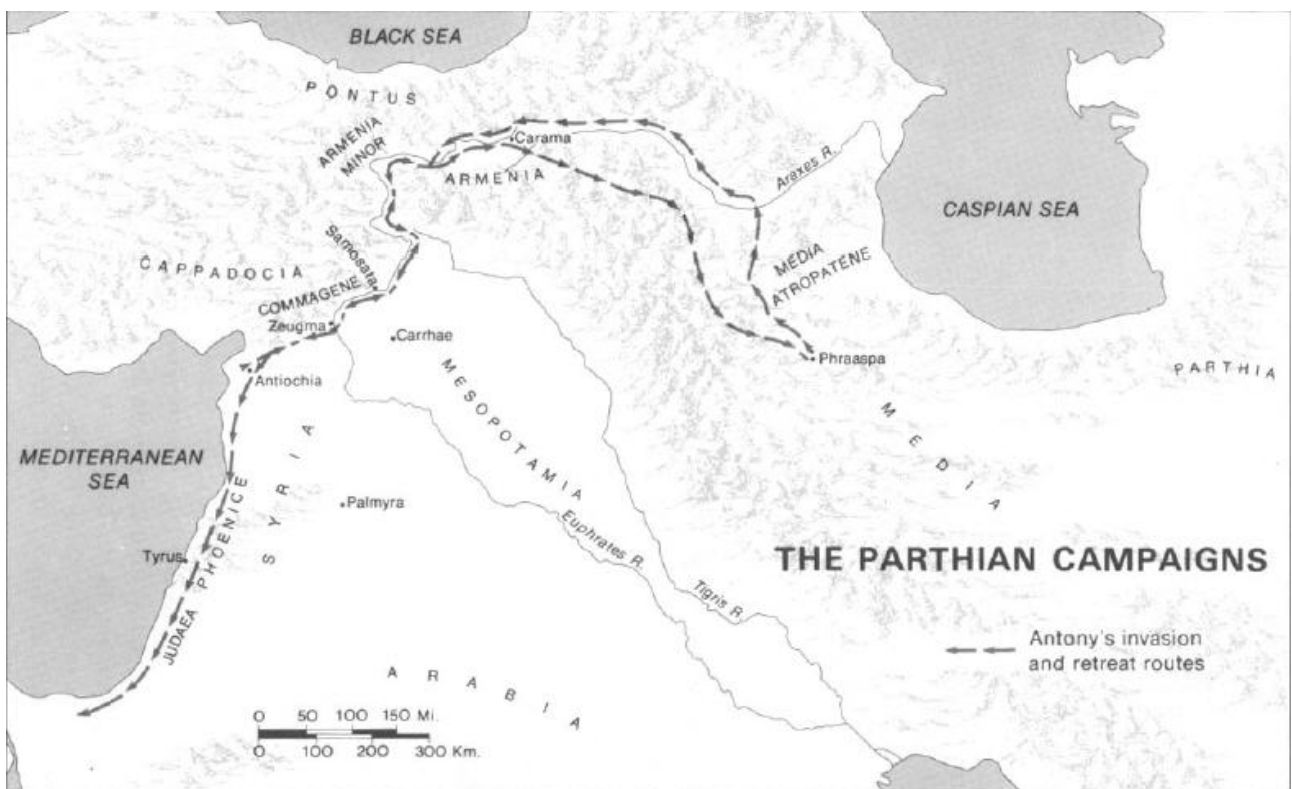 BLACK SEA
PONTUS
ARMENIA
MINOR
Carama
ARMENIA
Araxes R.
CASPIAN SEA
CAPPADOCIA
Samosata
COMMAGENE
MEDIA
ATROPATENE
Zeugma
Carrhae
Phraaspa
PARTHIA
Antiochia
MESOPOTAMIA
MEDIA
MEDITERRANEAN
SEA
SYRIA
Palmyra
PHOENICE
Tyrus
Euphrates R.
THE PARTHIAN CAMPAIGNS
Tigris R.
JUDAEA
Antony's invasion
and retreat routes
ARABIA
0 50 100 150 Mi.
0 100 200 300 Km.